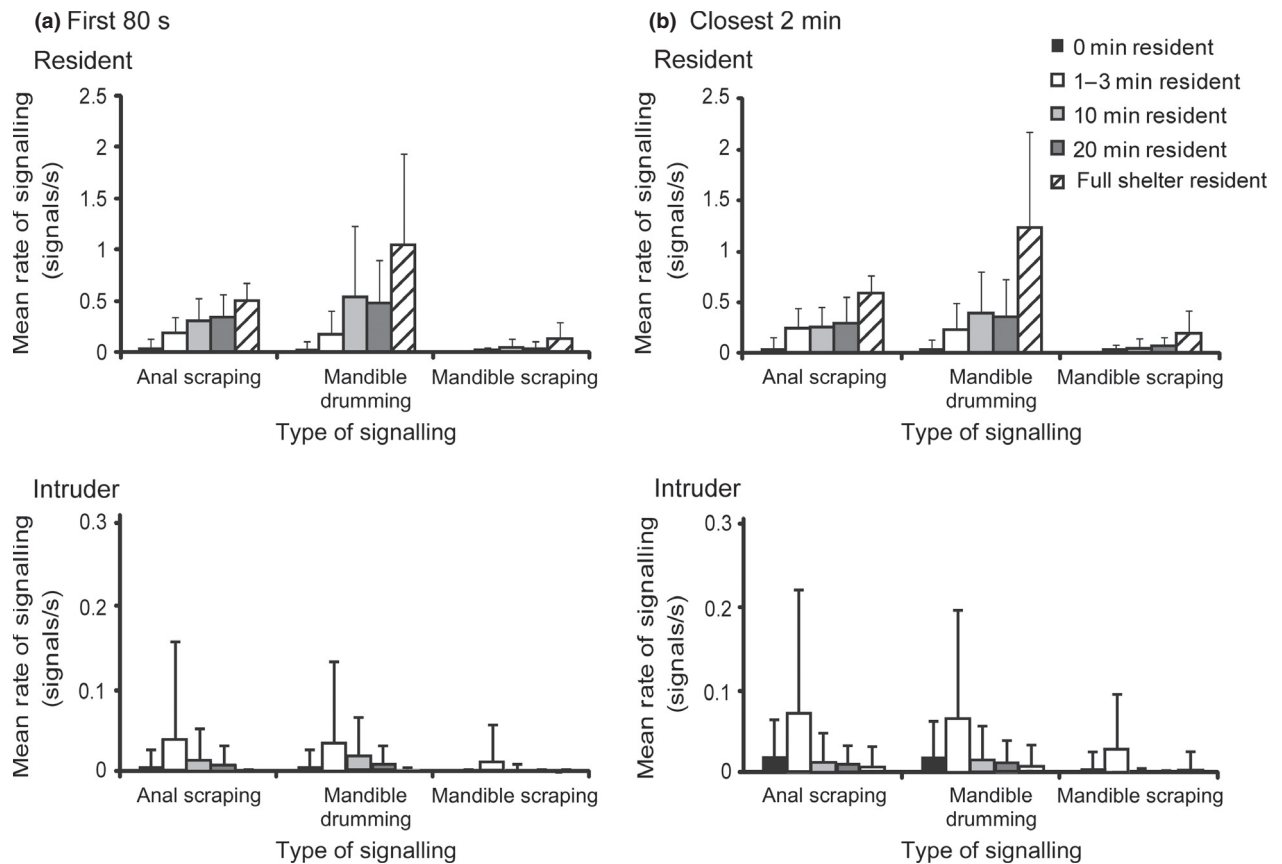 (a) First 80 s
Resident
Mean rate of signalling
(signals/s)
2.5
2
1.5
1
0.5
0
Anal scraping
Mandible
drumming
Mandible scraping
Type of signalling
(b) Closest 2 min
Resident
0 min resident
1–3 min resident
10 min resident
20 min resident
Full shelter resident
Mean rate of signalling
(signals/s)
2.5
2
1.5
1
0.5
0
Anal scraping
Mandible
drumming
Mandible scraping
Type of signalling
Intruder
Mean rate of signalling
(signals/s)
0.3
0.2
0.1
0
Anal scraping
Mandible
drumming
Mandible scraping
Type of signalling
Intruder
Mean rate of signalling
(signals/s)
0.3
0.2
0.1
0
Anal scraping
Mandible
drumming
Mandible scraping
Type of signalling